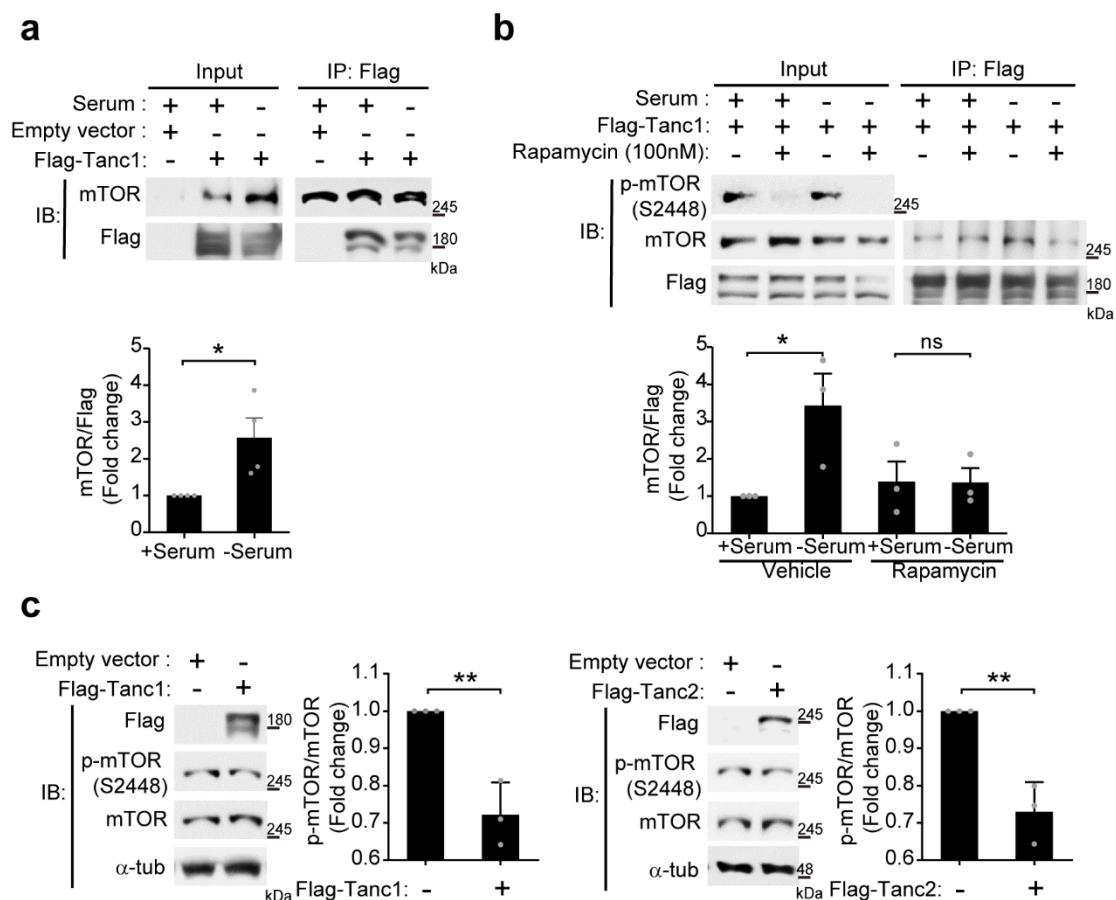 a
Input IP: Flag
Serum : + + - + + -
Empty vector : + - - + - -
Flag-Tanc1: - + + - + +
IB:
mTOR 245
Flag 180
kDa
*
mTOR/Flag
(Fold change)
5
4
3
2
1
0
+Serum -Serum
b
Input IP: Flag
Serum : + + - - + + - -
Flag-Tanc1: + + + + + + + +
Rapamycin (100nM): - + - + - + - +
IB:
p-mTOR
(S2448) 245
mTOR 245
Flag 180
kDa
* ns
mTOR/Flag
(Fold change)
5
4
3
2
1
0
+Serum -Serum +Serum -Serum
Vehicle Rapamycin
c
Empty vector : + -
Flag-Tanc1: - +
IB:
Flag 180
p-mTOR
(S2448) 245
mTOR 245
α-tub
kDa
**
p-mTOR/mTOR
(Fold change)
1.1
1.0
0.9
0.8
0.7
0.6
Flag-Tanc1: - +
Empty vector : + -
Flag-Tanc2: - +
IB:
Flag 245
p-mTOR
(S2448) 245
mTOR 245
α-tub 48
kDa
**
p-mTOR/mTOR
(Fold change)
1.1
1.0
0.9
0.8
0.7
0.6
Flag-Tanc2: - +